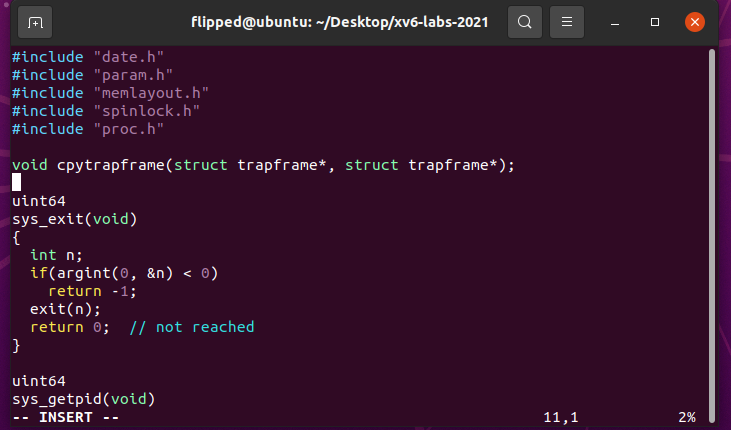 flipped@ubuntu: ~/Desktop/xv6-labs-2021
#include "date.h"
#include "param.h"
#include "memlayout.h"
#include "spinlock.h"
#include "proc.h"

void cpytrapframe(struct trapframe*, struct trapframe*);

uint64
sys_exit(void)
{
  int n;
  if(argint(0, &n) < 0)
    return -1;
  exit(n);
  return 0;  // not reached
}

uint64
sys_getpid(void)
-- INSERT -- 11,1 2%